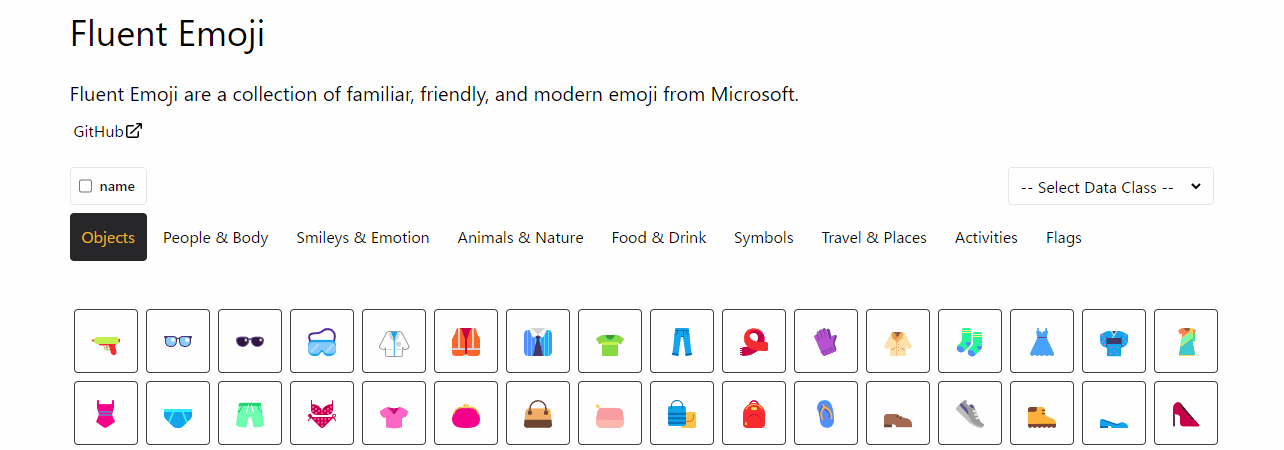 Fluent Emoji
Fluent Emoji are a collection of familiar, friendly, and modern emoji from Microsoft.
GitHub
name
-- Select Data Class --
Objects People & Body Smileys & Emotion Animals & Nature Food & Drink Symbols Travel & Places Activities Flags